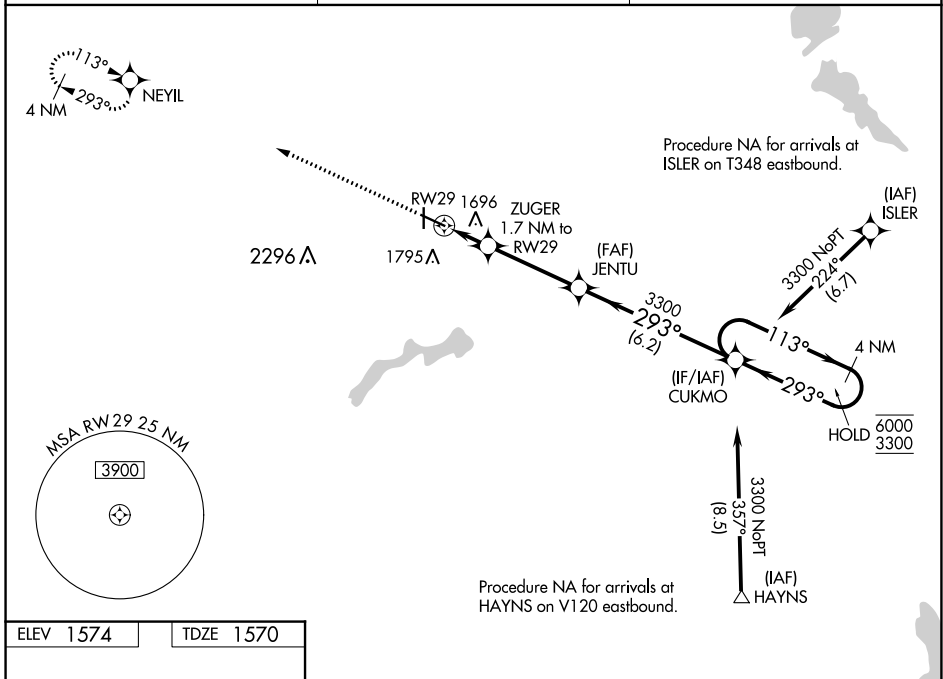 113°
293°
4 NM
NEYIL
Procedure NA for arrivals at
ISLER on T348 eastbound.
(IAF)
ISLER
RW29
1696
ZUGER
1.7 NM to
RW29
2296
1795
(FAF)
JENTU
3300 NoPT
224°
(6.7)
3300
293°
(6.2)
113°
4 NM
293°
(IF/IAF)
CUKMO
HOLD
6000
3300
MSA RW29 25 NM
3900
3300 NoPT
357°
(8.5)
Procedure NA for arrivals at
HAYNS on V120 eastbound.
(IAF)
HAYNS
ELEV 1574
TDZE 1570